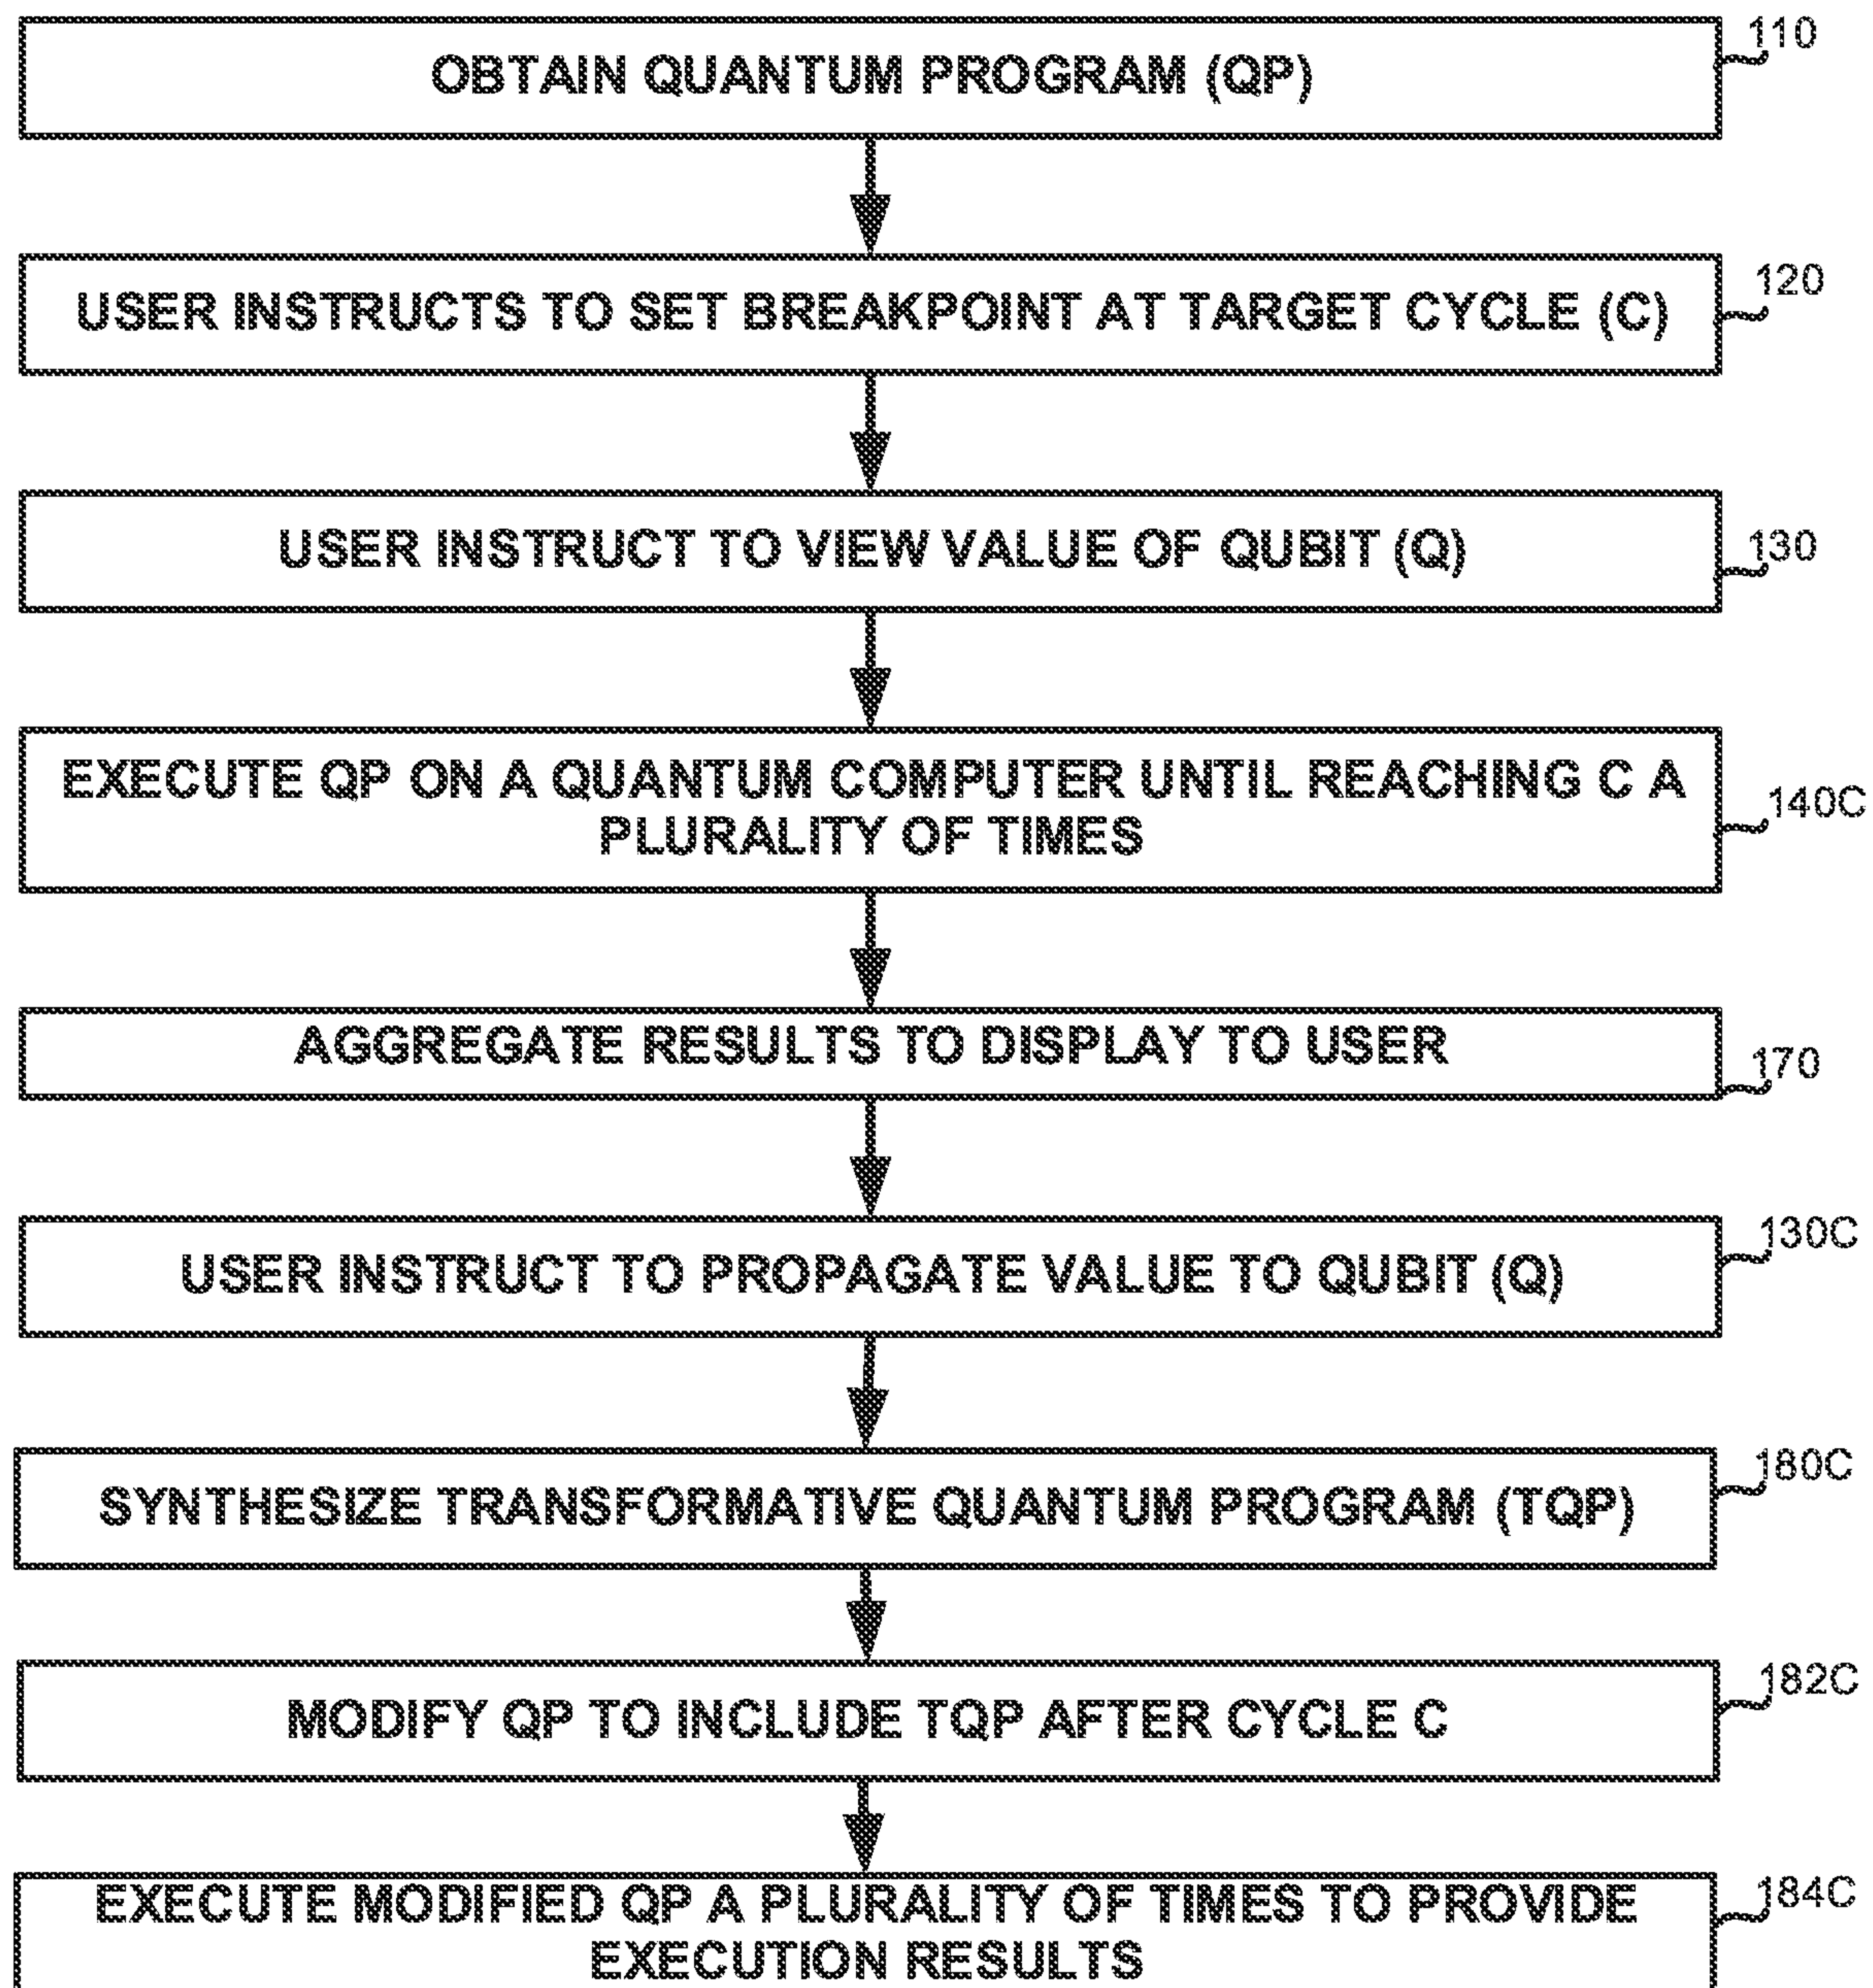 OBTAIN QUANTUM PROGRAM (QP)
110
USER INSTRUCTS TO SET BREAKPOINT AT TARGET CYCLE (C)
120
USER INSTRUCT TO VIEW VALUE OF QUBIT (Q)
130
EXECUTE QP ON A QUANTUM COMPUTER UNTIL REACHING C A
PLURALITY OF TIMES
140C
AGGREGATE RESULTS TO DISPLAY TO USER
170
USER INSTRUCT TO PROPAGATE VALUE TO QUBIT (Q)
130C
SYNTHESIZE TRANSFORMATIVE QUANTUM PROGRAM (TQP)
180C
MODIFY QP TO INCLUDE TQP AFTER CYCLE C
182C
EXECUTE MODIFIED QP A PLURALITY OF TIMES TO PROVIDE
EXECUTION RESULTS
184C